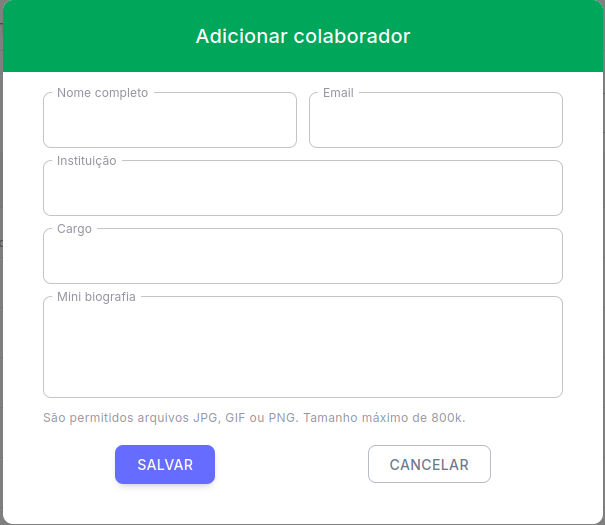 Adicionar colaborador
Nome completo Email
Instituição
Cargo
Mini biografia
São permitidos arquivos JPG, GIF ou PNG. Tamanho máximo de 800k.
SALVAR CANCELAR